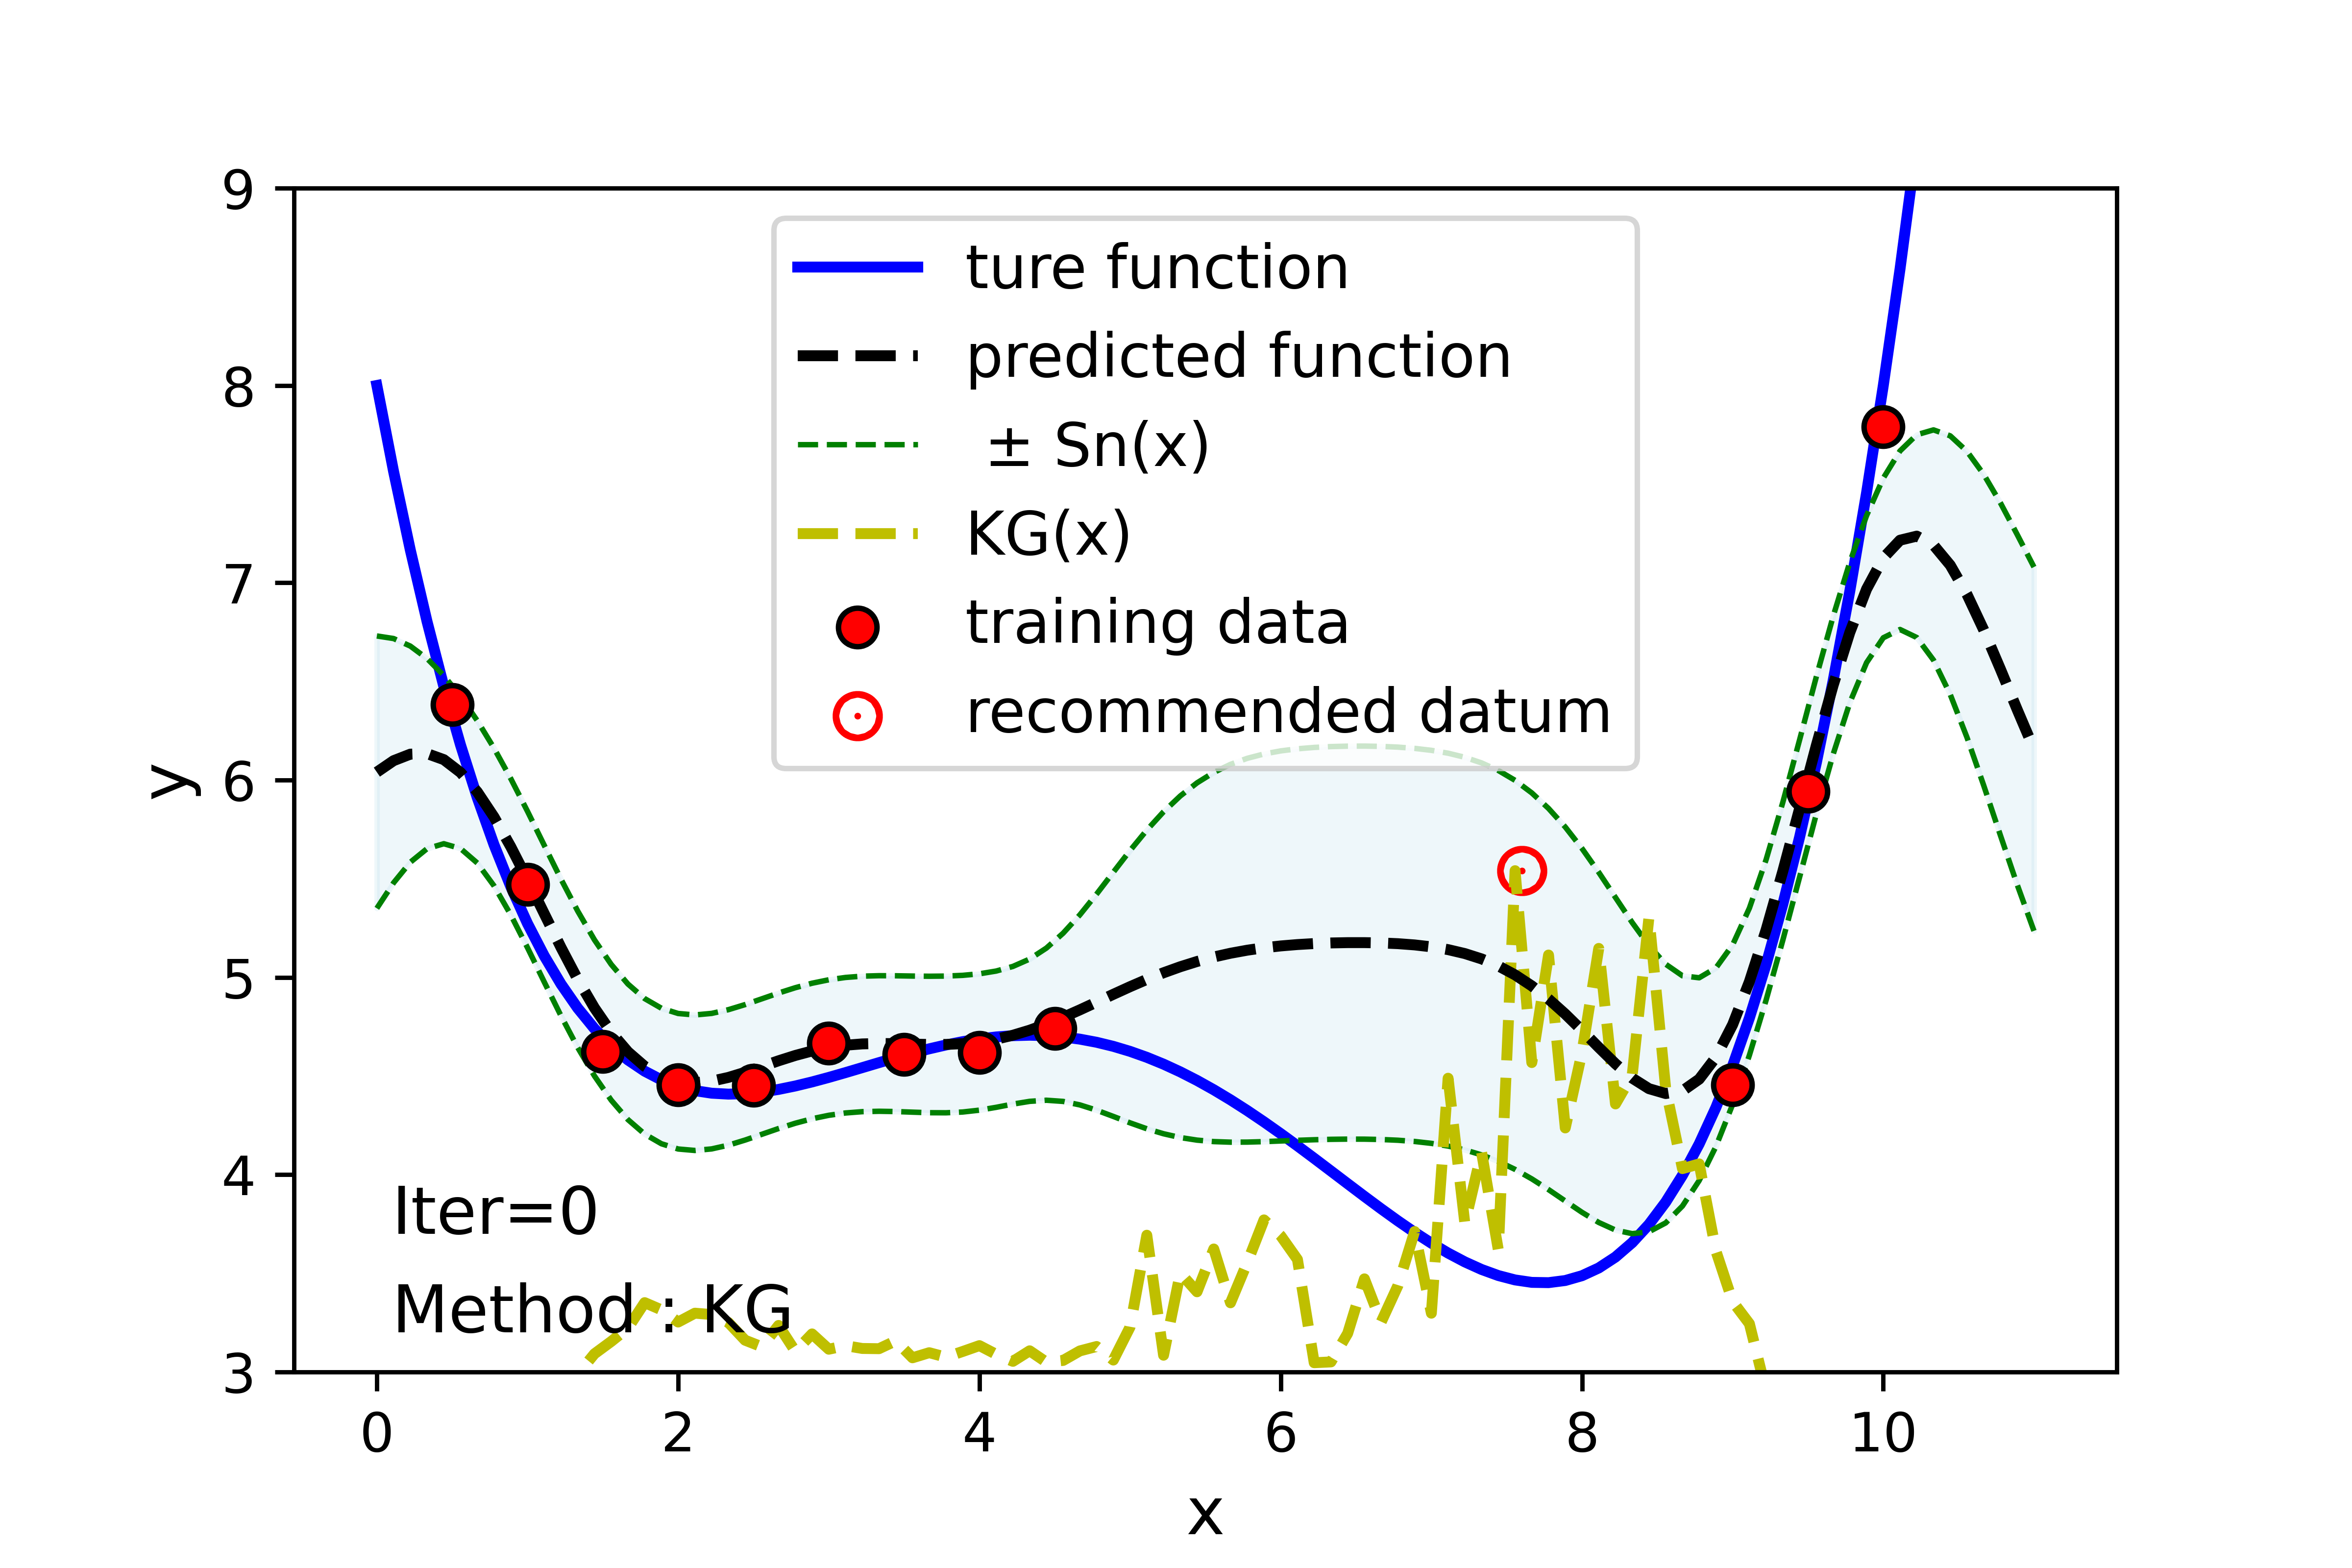 9
8
7
6
5
4
3
y
ture function
predicted function
± Sn(x)
KG(x)
training data
recommended datum
Iter=0
Method : KG
0 2 4 6 8 10
x